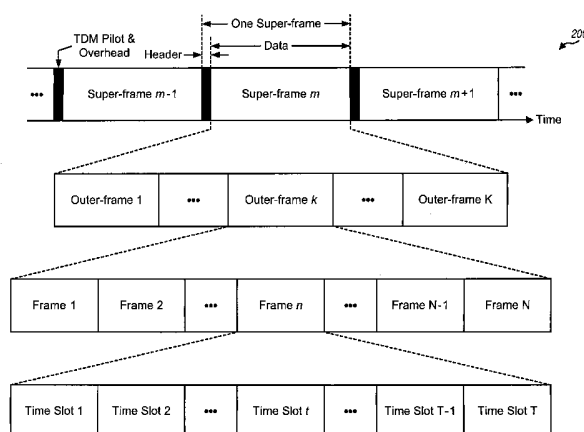 One Super-frame
TDM Pilot &
Overhead
Header
Data
••• Super-frame m-1 Super-frame m Super-frame m+1 •••
Time
Outer-frame 1 ••• Outer-frame k ••• Outer-frame K
Frame 1 Frame 2 ••• Frame n ••• Frame N-1 Frame N
Time Slot 1 Time Slot 2 ••• Time Slot t ••• Time Slot T-1 Time Slot T